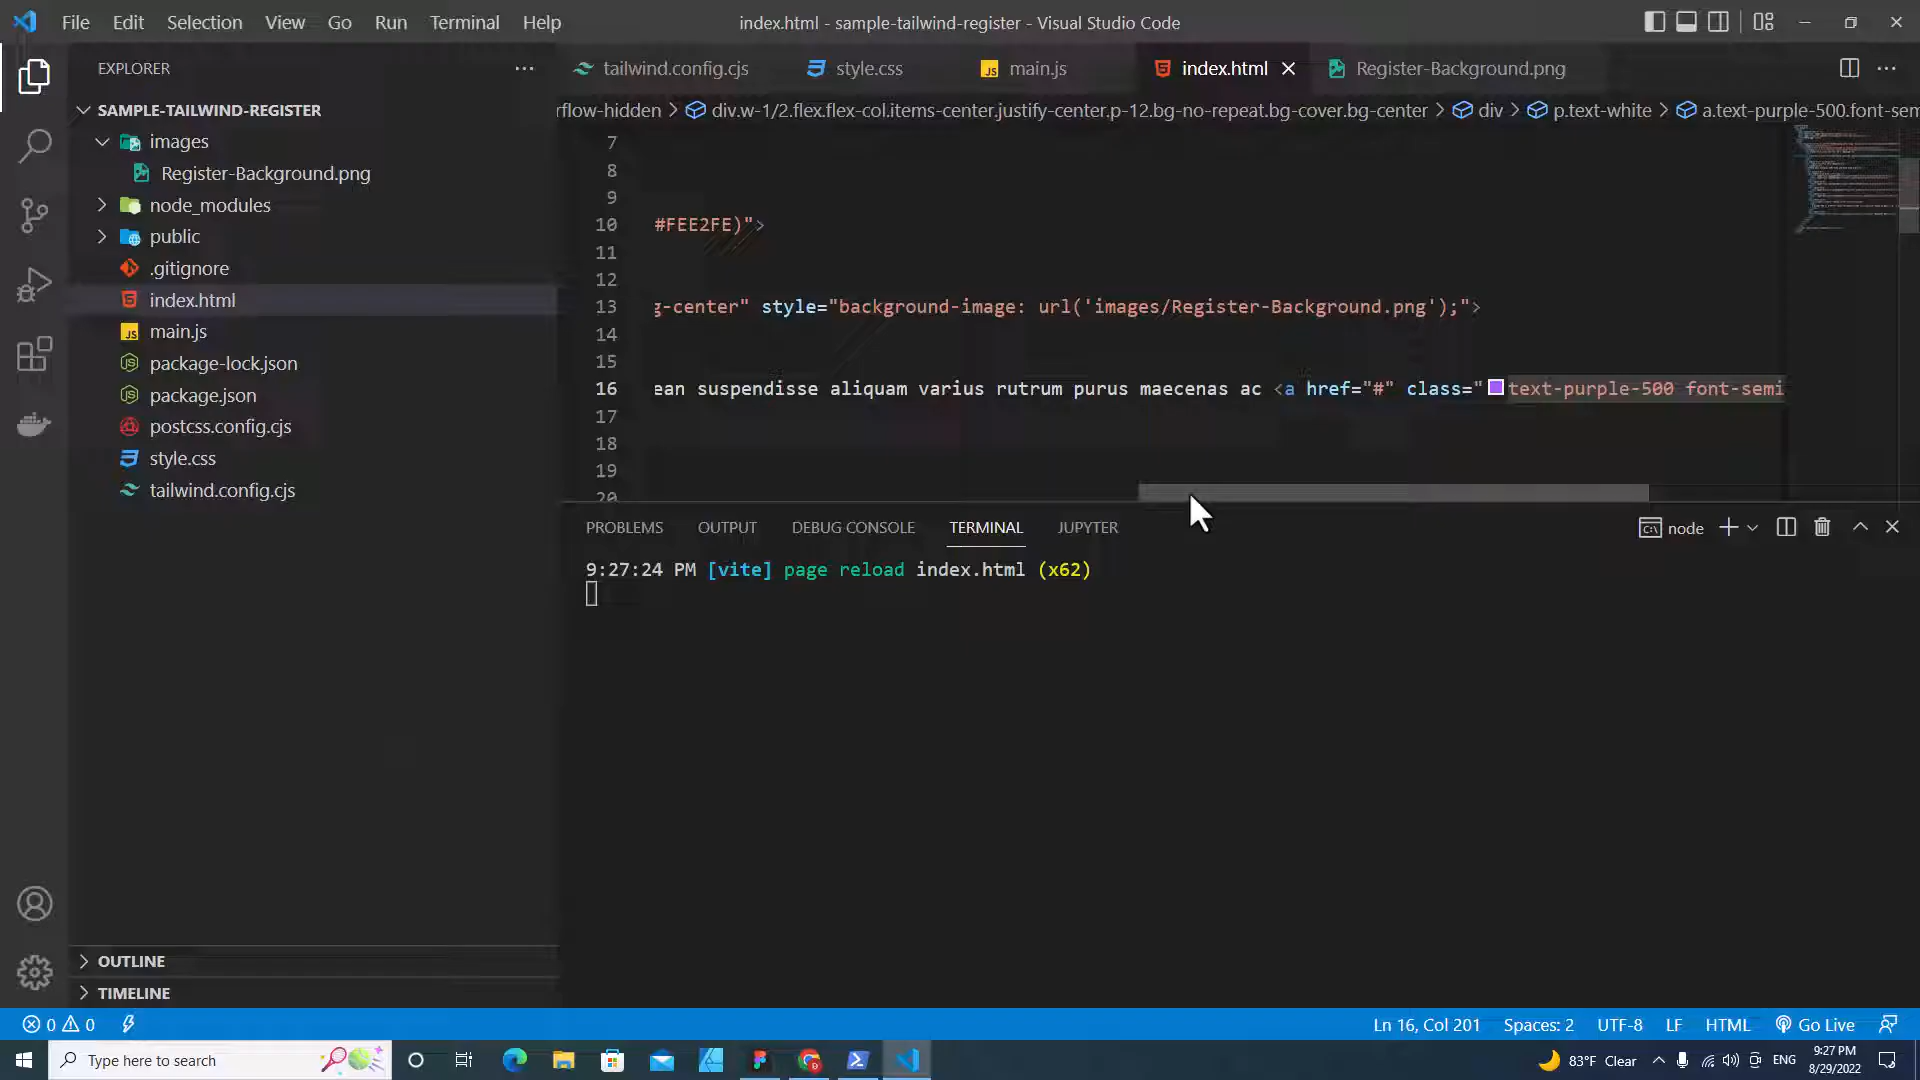 File Edit Selection View Go Run Terminal Help
index.html - sample-tailwind-register - Visual Studio Code
EXPLORER
SAMPLE-TAILWIND-REGISTER
images
Register-Background.png
node_modules
public
.gitignore
index.html
main.js
package-lock.json
package.json
postcss.config.cjs
style.css
tailwind.config.cjs
OUTLINE
TIMELINE
tailwind.config.cjs style.css main.js index.html Register-Background.png
rflow-hidden > div.w-1/2.flex.flex-col.items-center.justify-center.p-12.bg-no-repeat.bg-cover.bg-center > div > p.text-white > a.text-purple-500.font-sem
7
8
9
10 #FEE2FE)">
11
12
13 g-center" style="background-image: url('images/Register-Background.png');">
14
15
16 ean suspendisse aliquam varius rutrum purus maecenas ac <a href="#" class="text-purple-500 font-semi
17
18
19
20
PROBLEMS OUTPUT DEBUG CONSOLE TERMINAL JUPYTER
node
9:27:24 PM [vite] page reload index.html (x62)
0 0
Ln 16, Col 201 Spaces: 2 UTF-8 LF HTML Go Live
Type here to search
83°F Clear
ENG
9:27 PM
8/29/2022